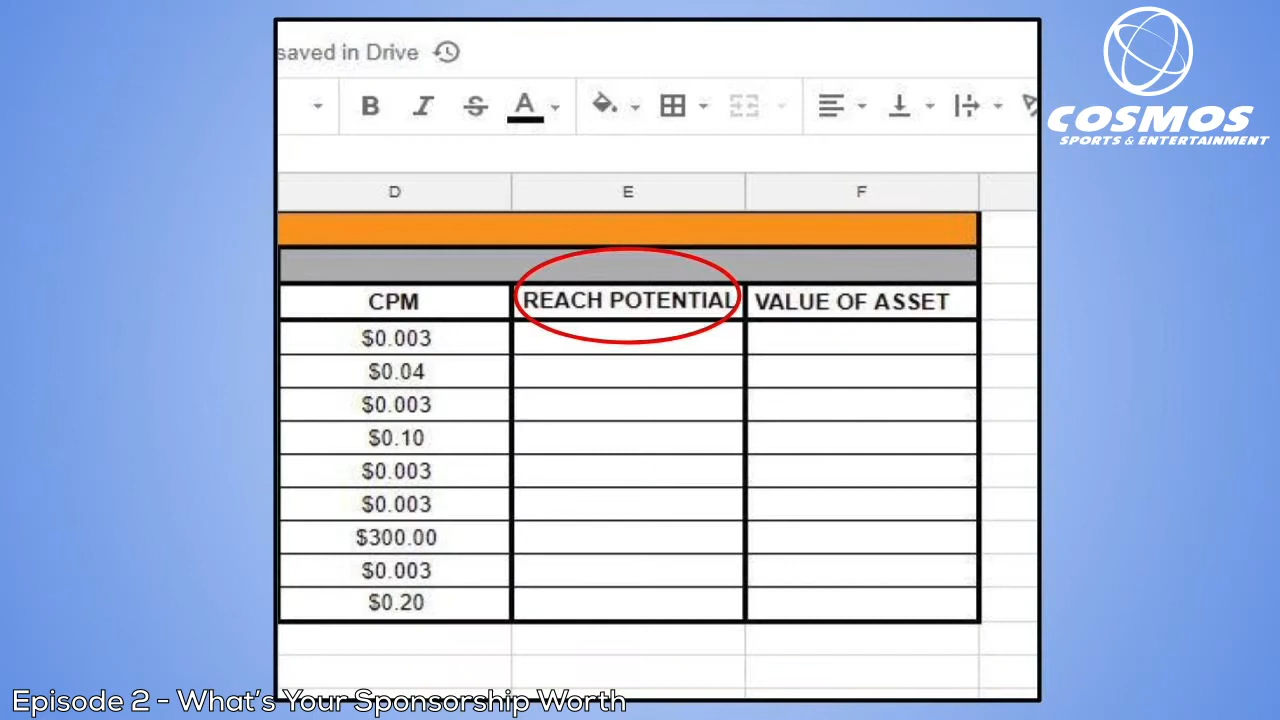 saved in Drive
COSMOS
SPORTS & ENTERTAINMENT
B I S A
D E F
CPM REACH POTENTIAL VALUE OF ASSET
$0.003
$0.04
$0.003
$0.10
$0.003
$0.003
$300.00
$0.003
$0.20
Episode 2 - What's Your Sponsorship Worth